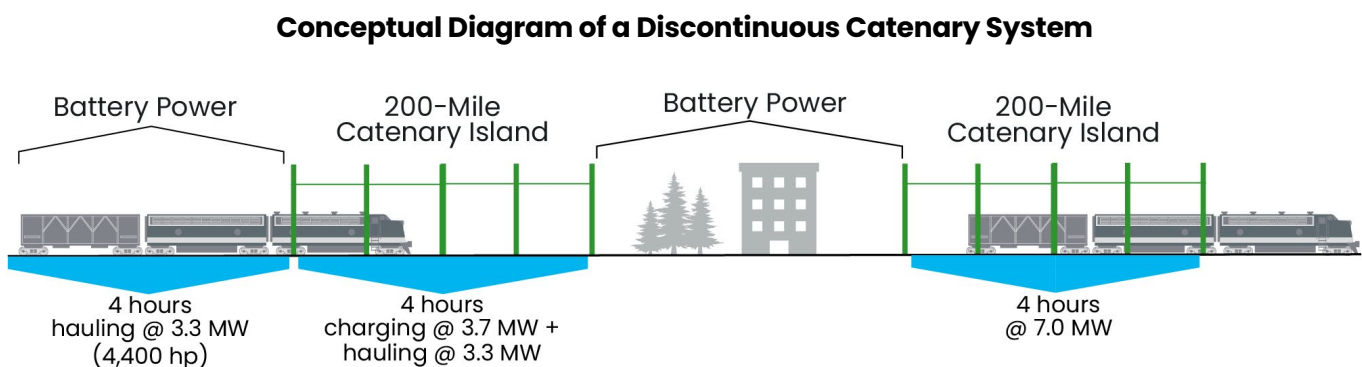 Conceptual Diagram of a Discontinuous Catenary System
Battery Power
200-Mile
Catenary Island
Battery Power
200-Mile
Catenary Island
4 hours
hauling @ 3.3 MW
(4,400 hp)
4 hours
charging @ 3.7 MW +
hauling @ 3.3 MW
4 hours
@ 7.0 MW